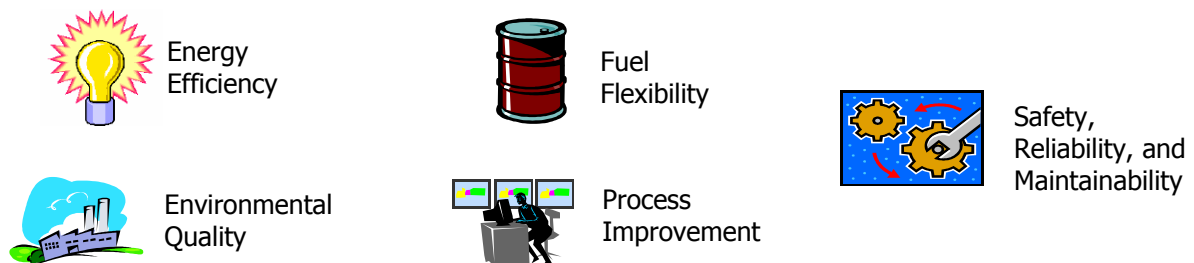 Energy
Efficiency
Fuel
Flexibility
Safety,
Reliability, and
Maintainability
Environmental
Quality
Process
Improvement